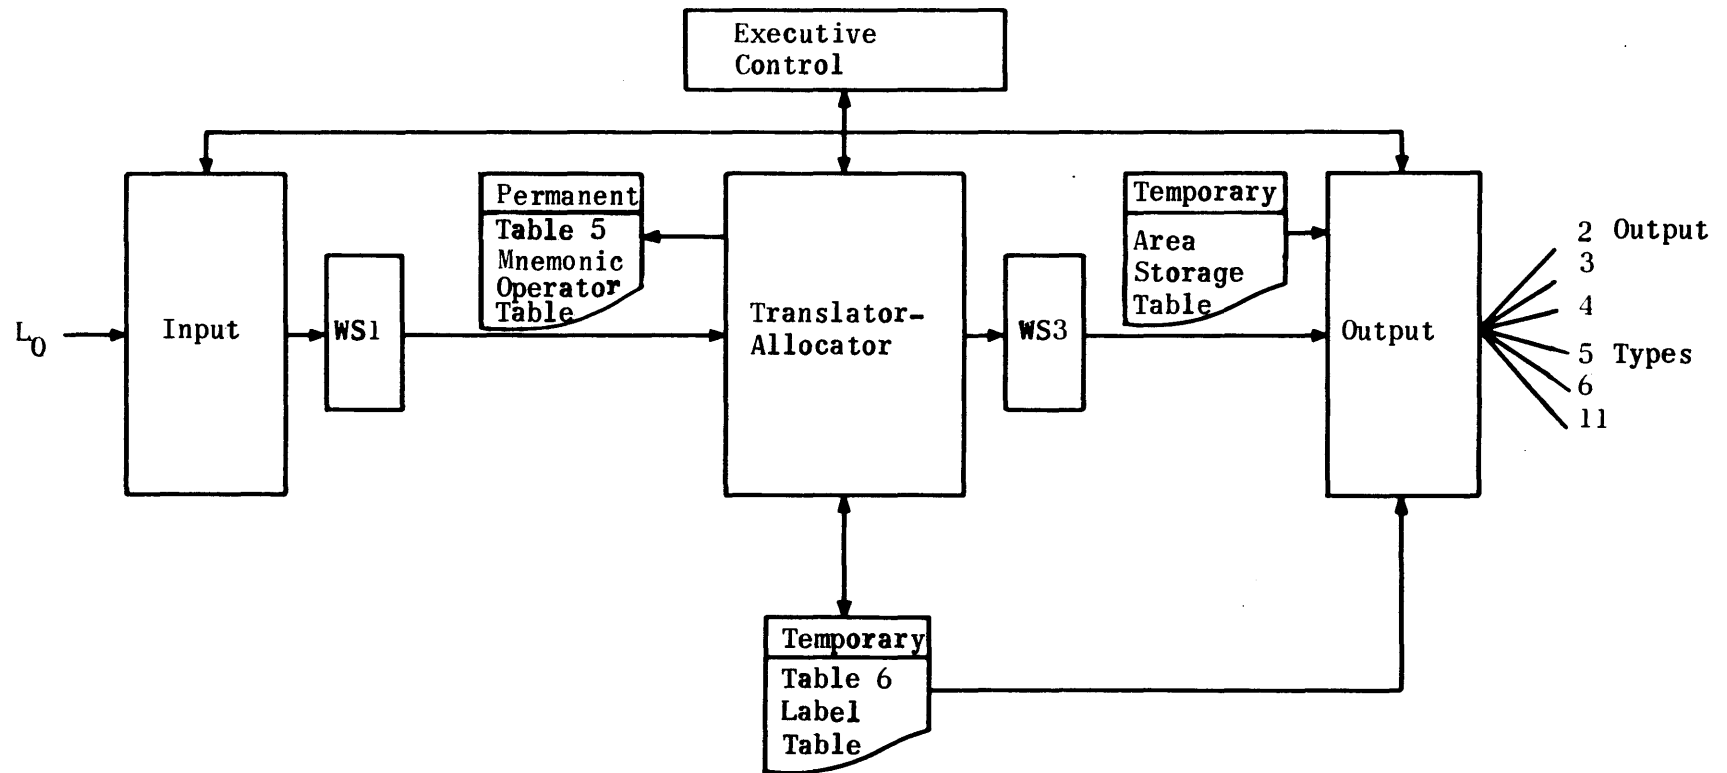 Executive
Control
L0
Input
WS1
Permanent
Table 5
Mnemonic
Operator
Table
Translator-
Allocator
WS3
Temporary
Area
Storage
Table
Output
2 Output
3
4
5 Types
6
11
Temporary
Table 6
Label
Table